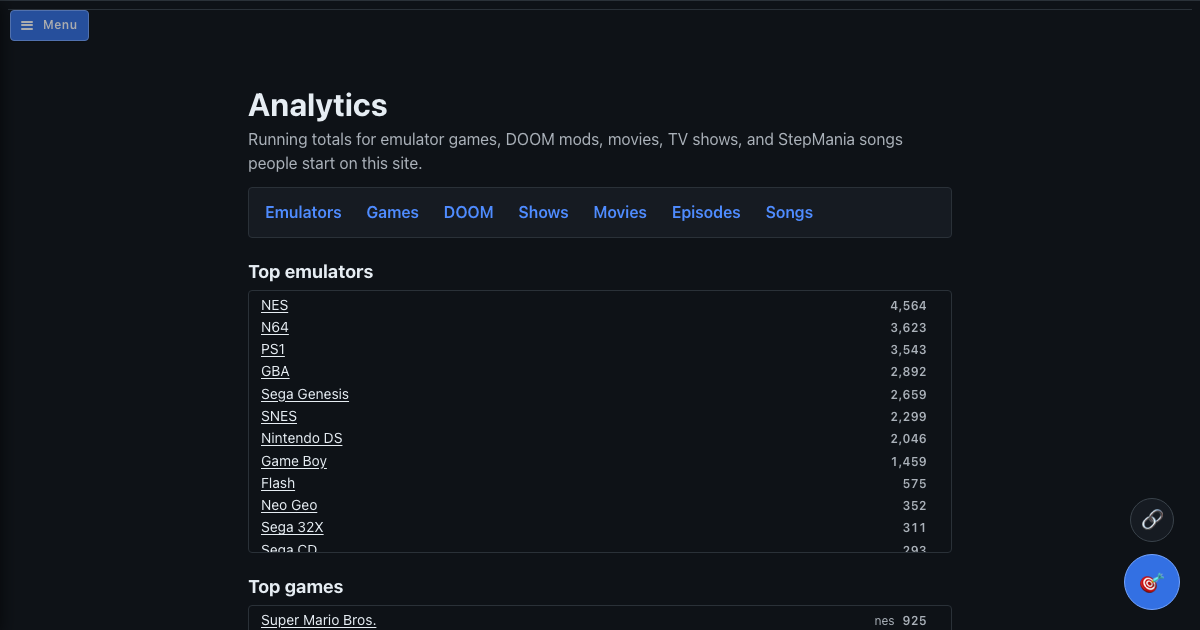 Menu
Analytics
Running totals for emulator games, DOOM mods, movies, TV shows, and StepMania songs
people start on this site.
Emulators Games DOOM Shows Movies Episodes Songs
Top emulators
NES 4,564
N64 3,623
PS1 3,543
GBA 2,892
Sega Genesis 2,659
SNES 2,299
Nintendo DS 2,046
Game Boy 1,459
Flash 575
Neo Geo 352
Sega 32X 311
Sega CD 293
Top games
Super Mario Bros. nes 925